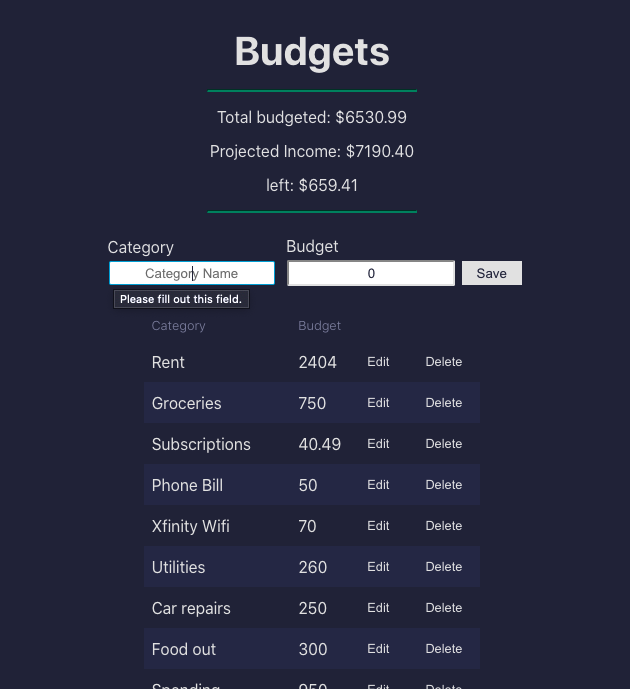 Budgets
Total budgeted: $6530.99
Projected Income: $7190.40
left: $659.41
Category Budget
Category Name 0 Save
Please fill out this field.
Category Budget
Rent 2404 Edit Delete
Groceries 750 Edit Delete
Subscriptions 40.49 Edit Delete
Phone Bill 50 Edit Delete
Xfinity Wifi 70 Edit Delete
Utilities 260 Edit Delete
Car repairs 250 Edit Delete
Food out 300 Edit Delete
Spending 950 Edit Delete